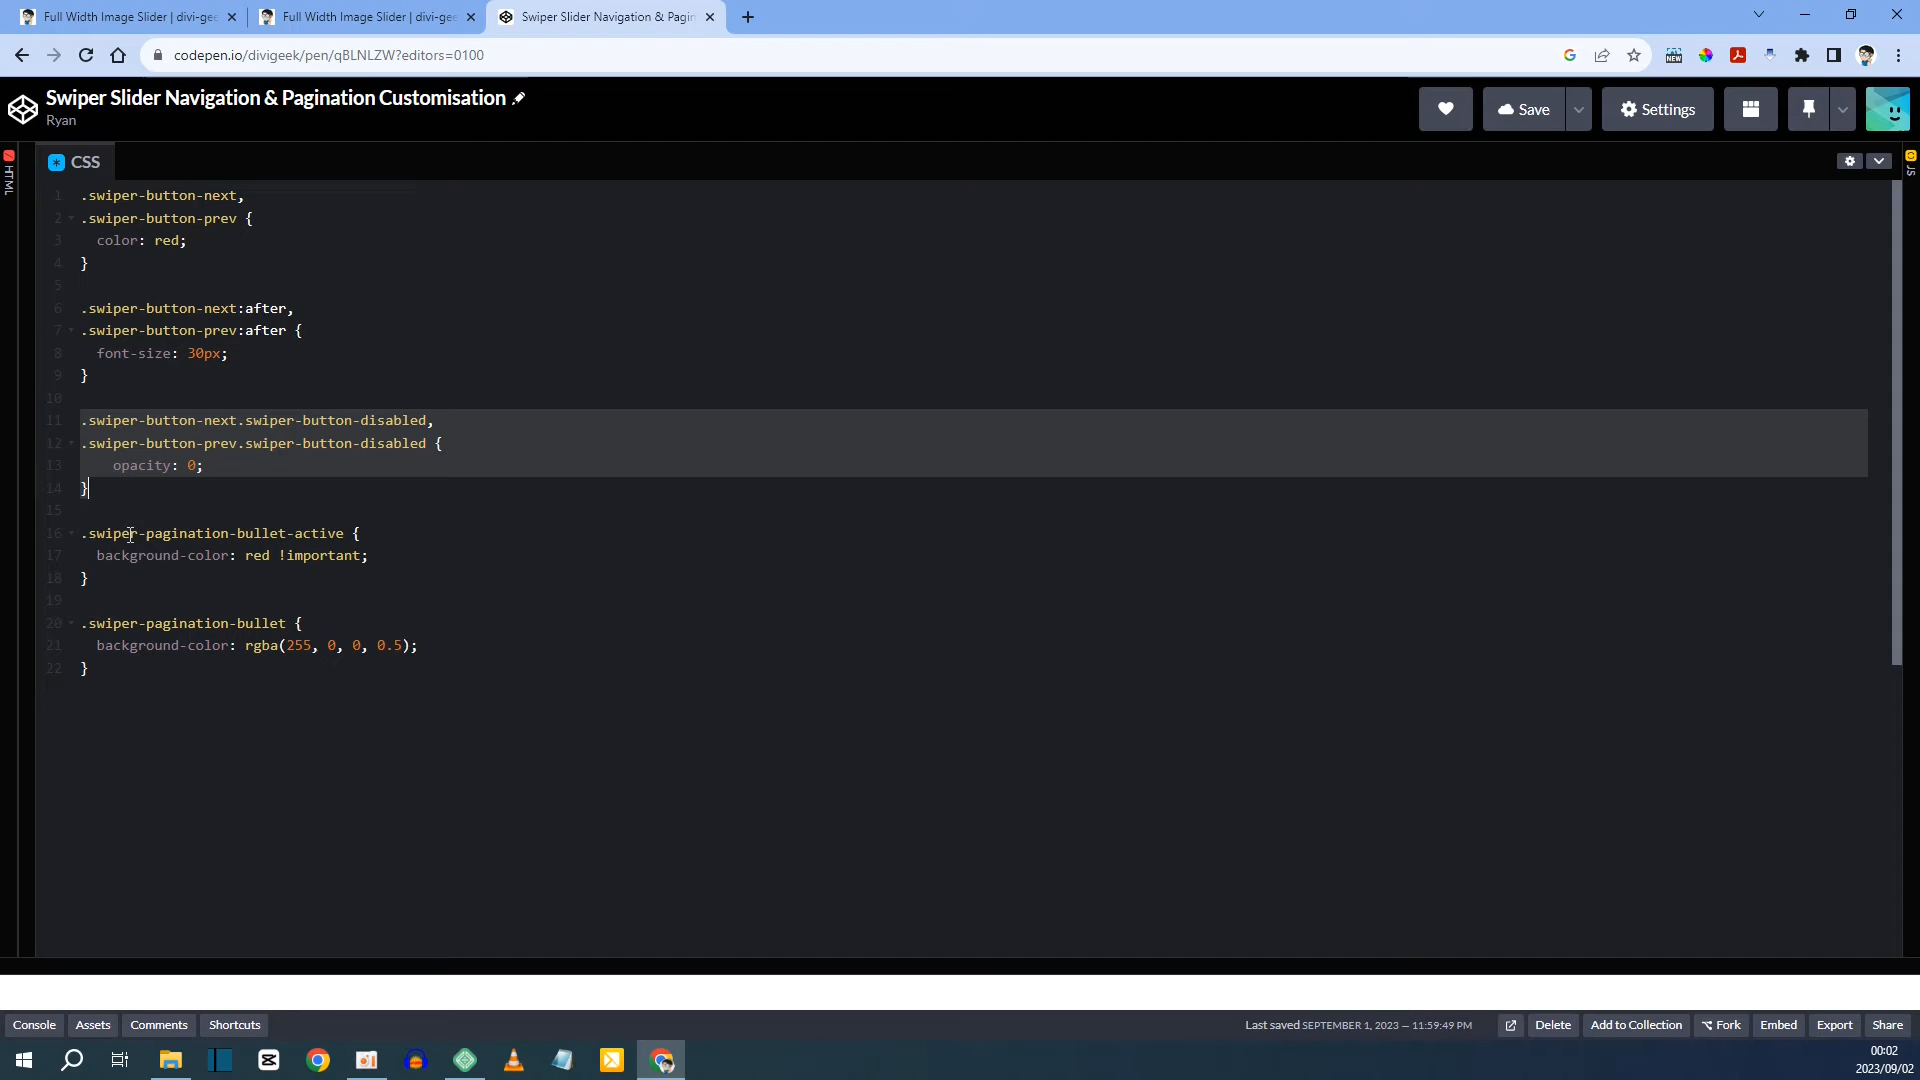 Full Width Image Slider | divi-gee
Full Width Image Slider | divi-gee
Swiper Slider Navigation & Pagin
codepen.io/divigeek/pen/qBLNLZW?editors=0100
NEW
Swiper Slider Navigation & Pagination Customisation
Ryan
Save
Settings
HTML
CSS
JS
1 .swiper-button-next,
2 .swiper-button-prev {
3 color: red;
4 }
5
6 .swiper-button-next:after,
7 .swiper-button-prev:after {
8 font-size: 30px;
9 }
10
11 .swiper-button-next.swiper-button-disabled,
12 .swiper-button-prev.swiper-button-disabled {
13 opacity: 0;
14 }
15
16 .swiper-pagination-bullet-active {
17 background-color: red !important;
18 }
19
20 .swiper-pagination-bullet {
21 background-color: rgba(255, 0, 0, 0.5);
22 }
Console Assets Comments Shortcuts Last saved SEPTEMBER 1, 2023 — 11:59:49 PM Delete Add to Collection Fork Embed Export Share
00:02
2023/09/02